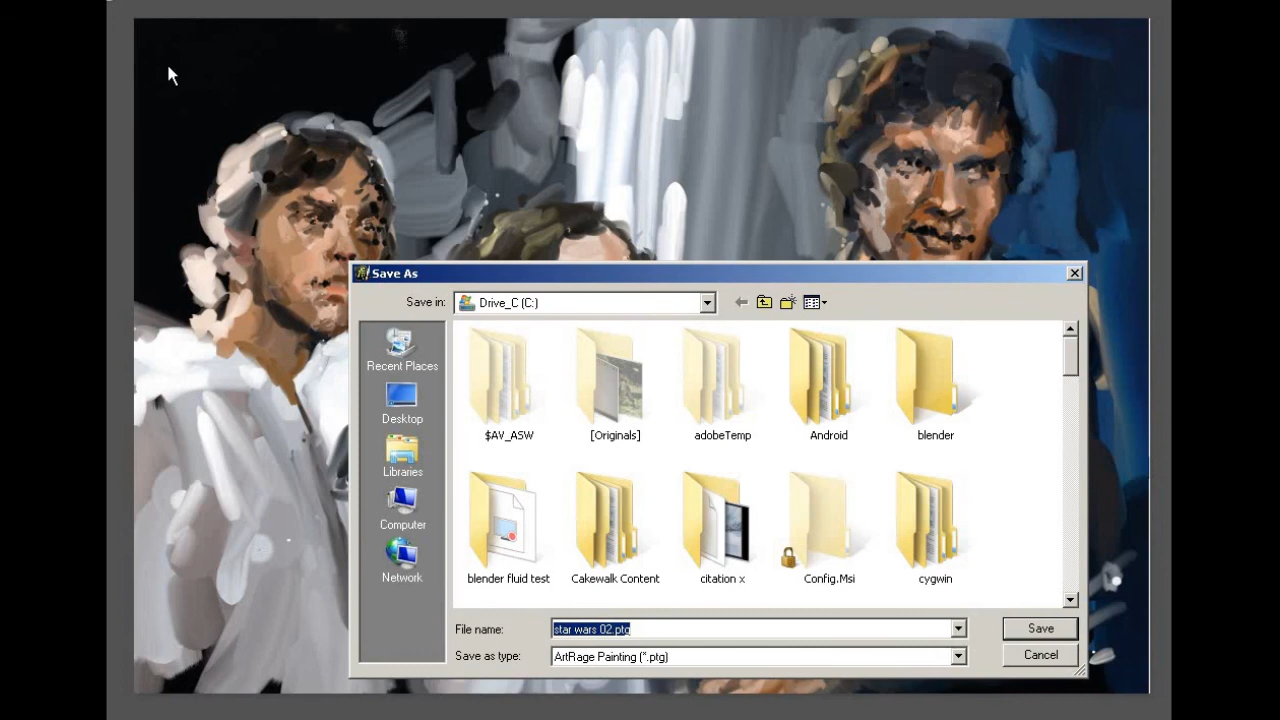 Save As
Save in:
Drive_C (C:)
Recent Places
Desktop
Libraries
Computer
Network
$AV_ASW
[Originals]
adobeTemp
Android
blender
blender fluid test
Cakewalk Content
citation x
Config.Msi
cygwin
File name:
star wars 02.ptg
Save
Save as type:
ArtRage Painting (*.ptg)
Cancel